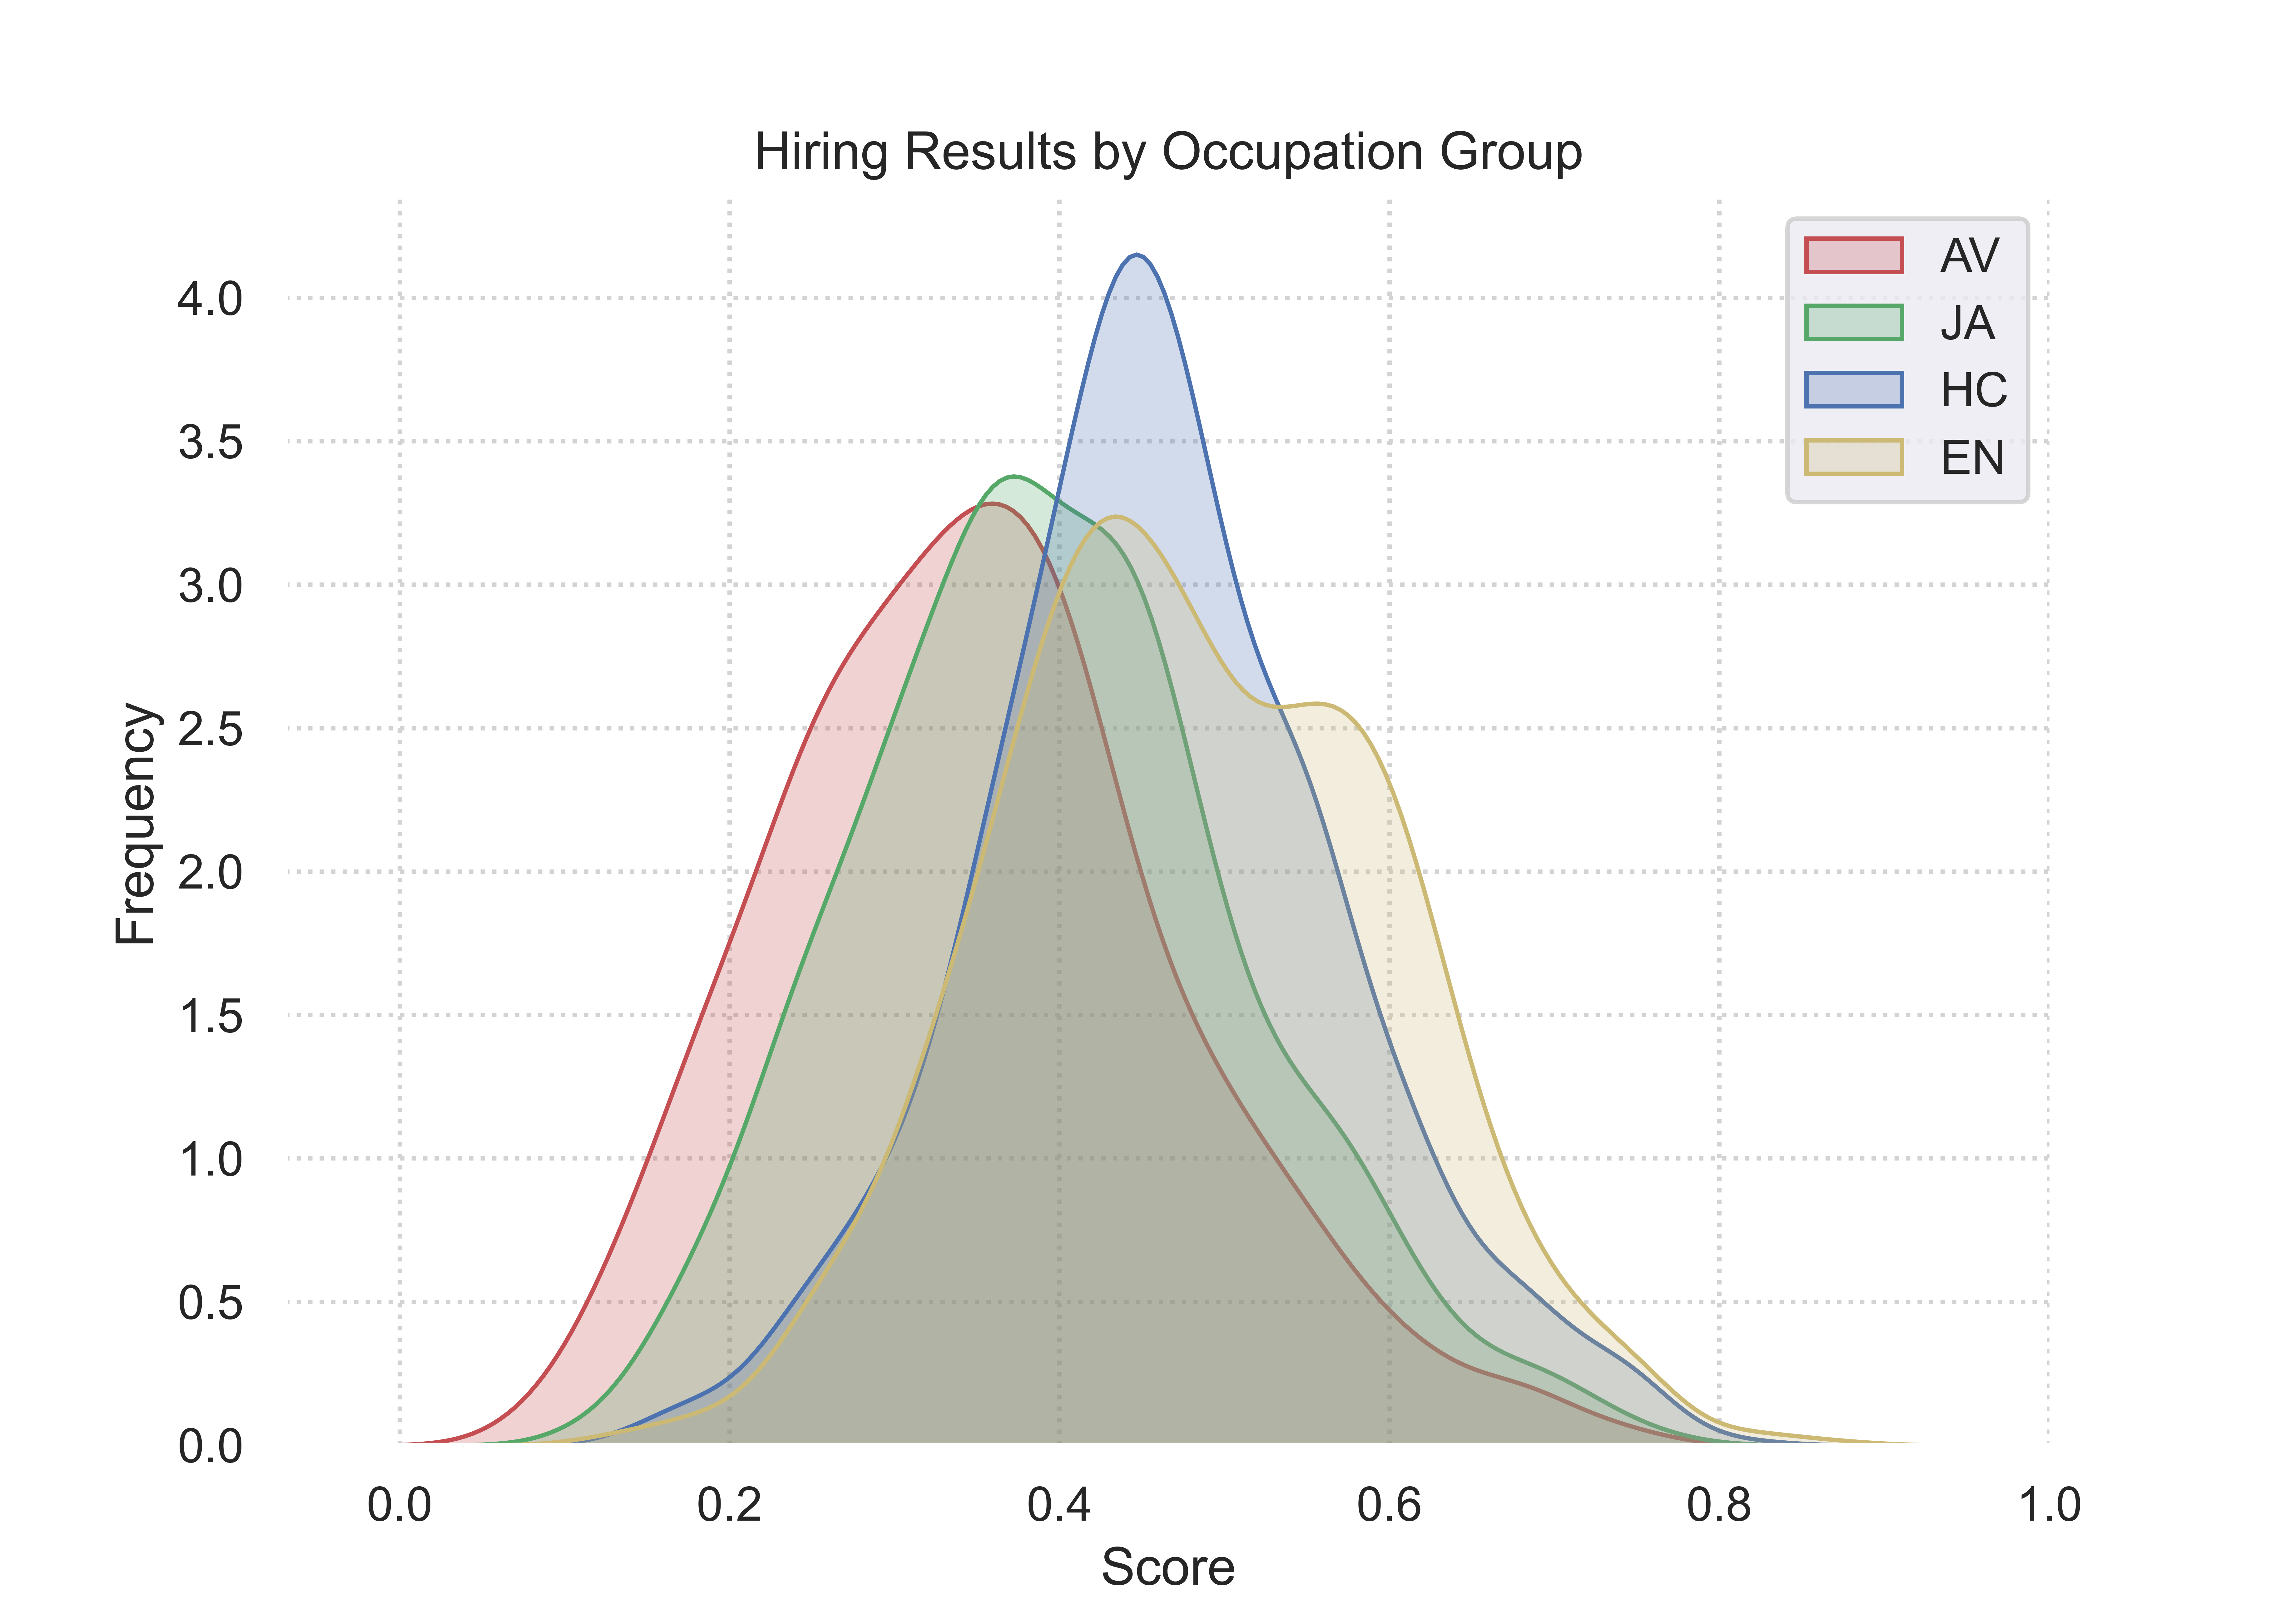 Hiring Results by Occupation Group
AV
JA
HC
EN
Frequency
4.0
3.5
3.0
2.5
2.0
1.5
1.0
0.5
0.0
0.0 0.2 0.4 0.6 0.8 1.0
Score